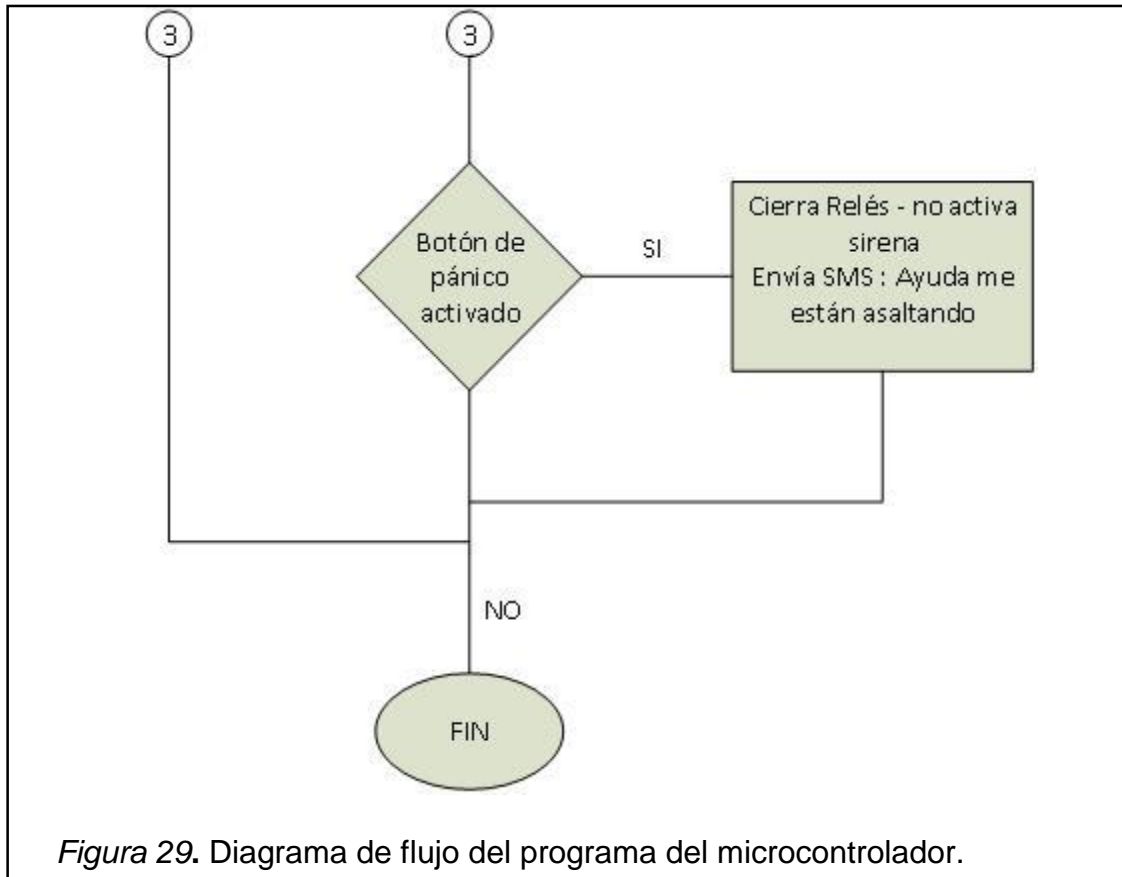 3
3
Botón de
pánico
activado
SI
Cierra Relés - no activa
sirena
Envía SMS : Ayuda me
están asaltando
NO
FIN
Figura 29. Diagrama de flujo del programa del microcontrolador.